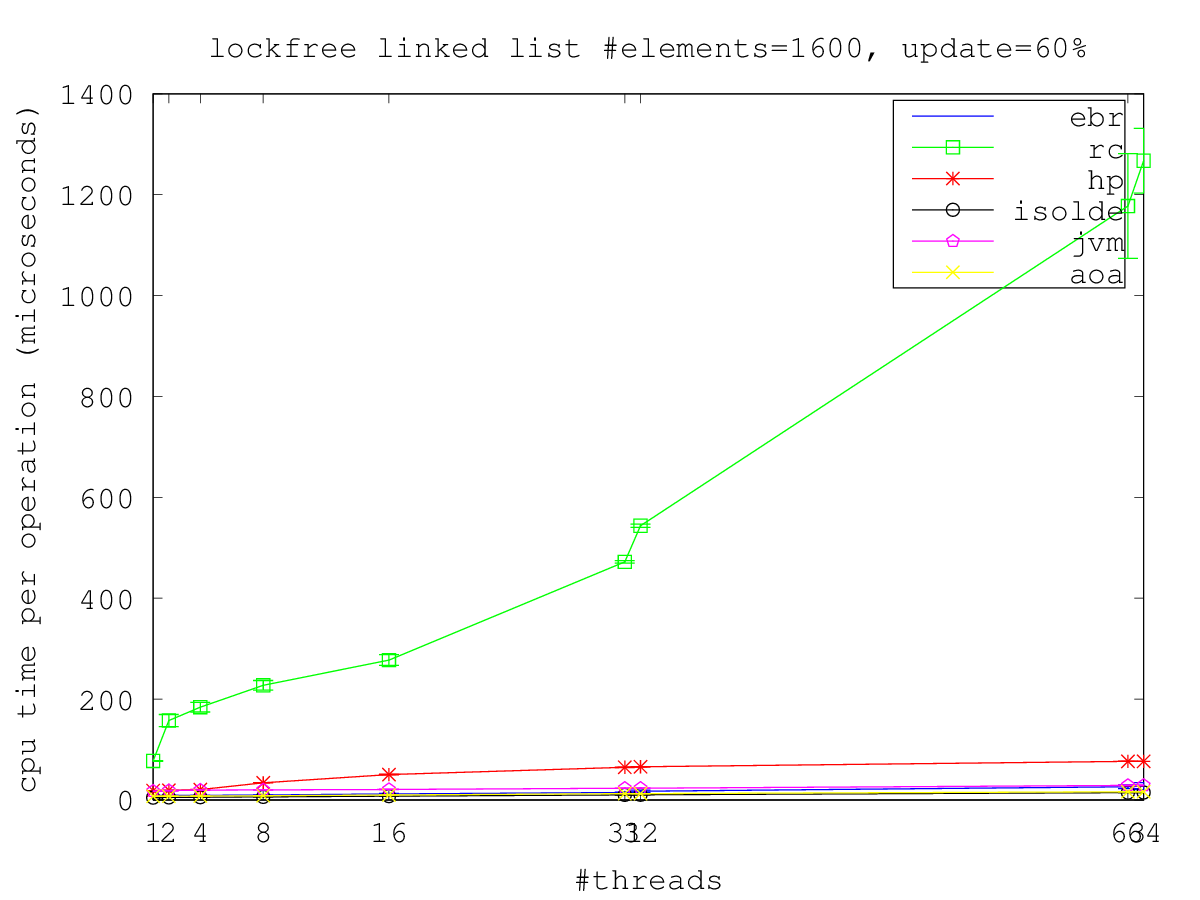 lockfree linked list #elements=1600, update=60%
cpu time per operation (microseconds)
1400
1200
1000
800
600
400
200
0
ebr
rc
hp
isolde
jvm
aoa
1 2 4 8 16 31 32 63 64
#threads